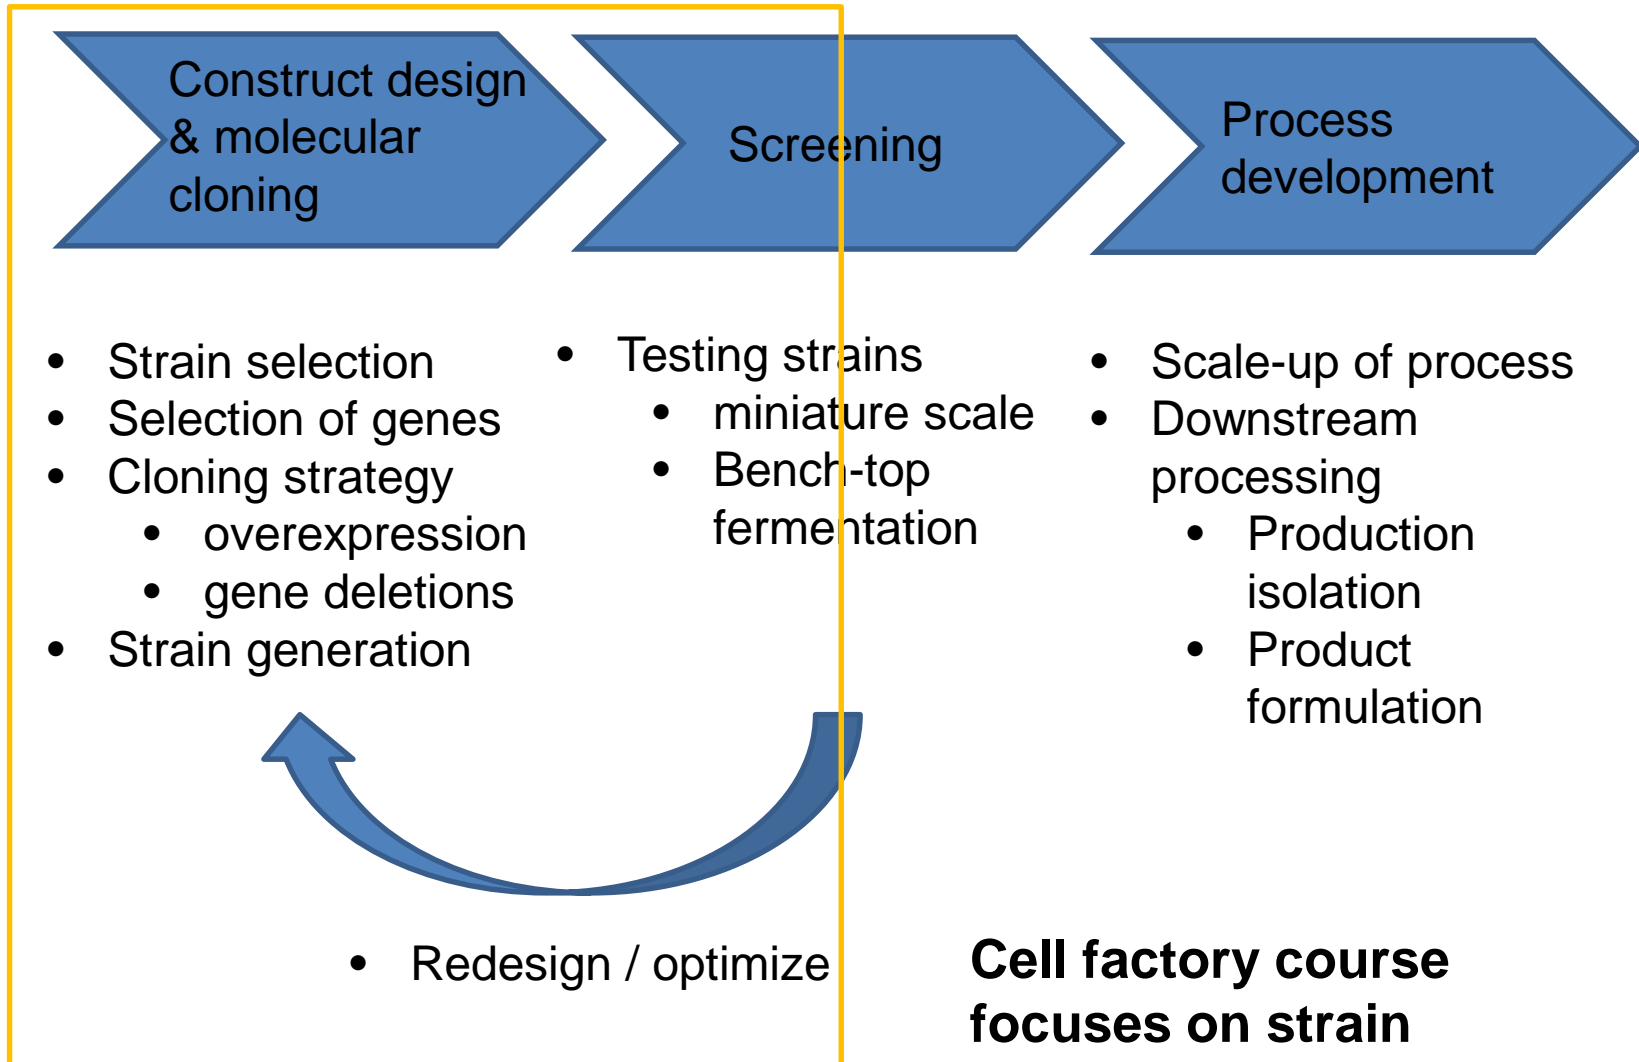 Construct design
& molecular
cloning
Screening
Process
development
• Strain selection
• Selection of genes
• Cloning strategy
• overexpression
• gene deletions
• Strain generation
• Testing strains
• miniature scale
• Bench-top
fermentation
• Scale-up of process
• Downstream
processing
• Production
isolation
• Product
formulation
• Redesign / optimize
Cell factory course
focuses on strain